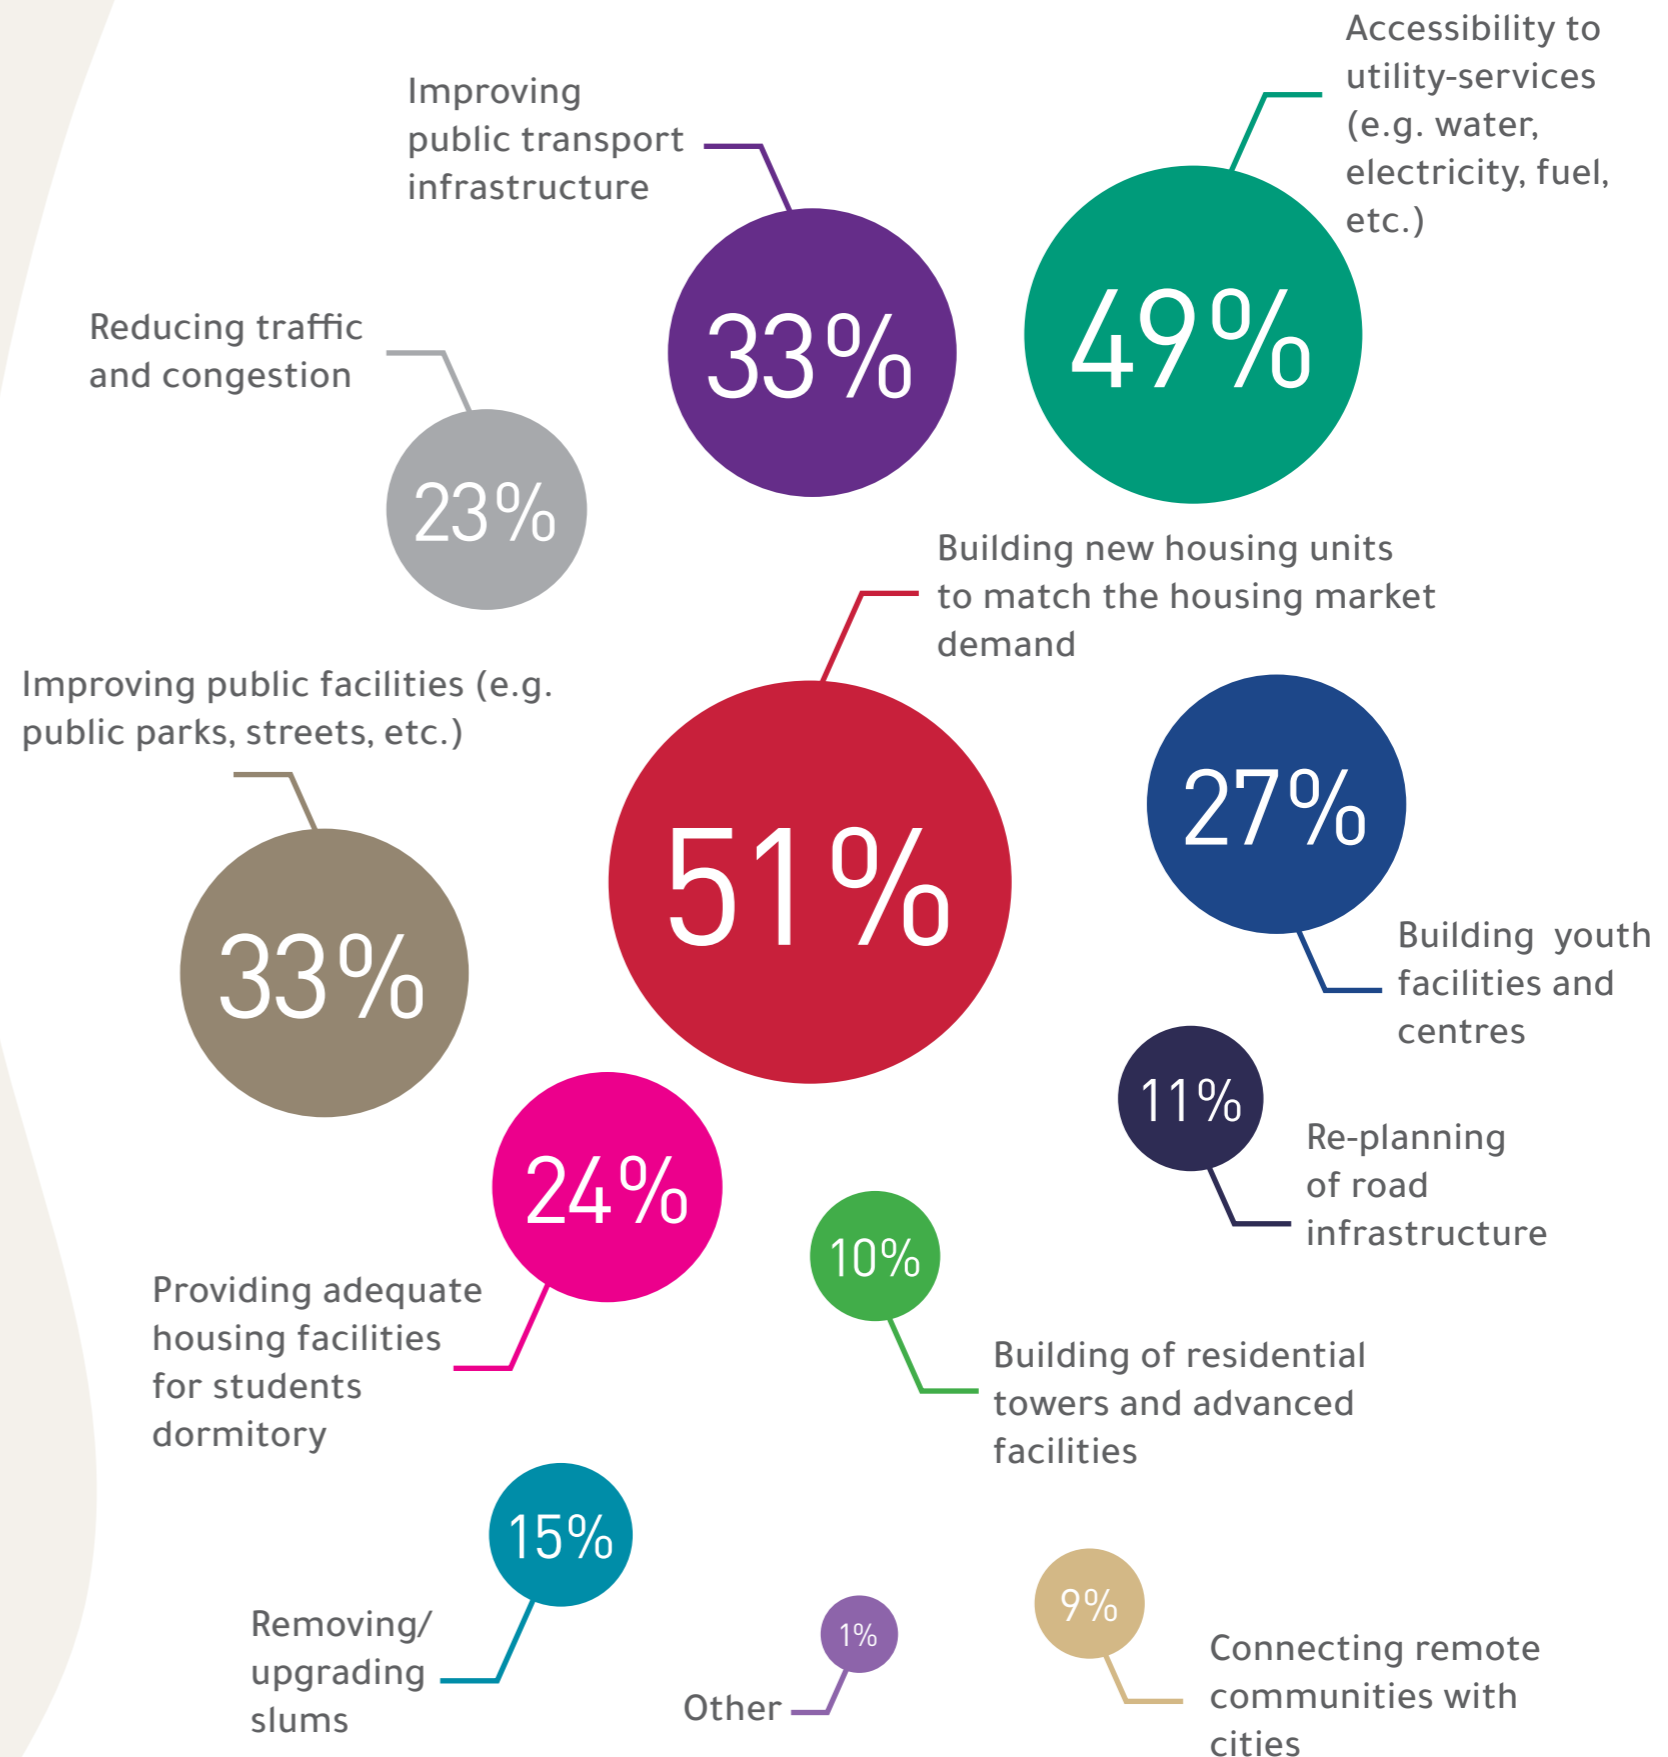 Accessibility to
utility-services
(e.g. water,
electricity, fuel,
etc.)
49%
Improving
public transport
infrastructure
33%
Reducing traffic
and congestion
23%
Building new housing units
to match the housing market
demand
51%
Improving public facilities (e.g.
public parks, streets, etc.)
33%
27%
Building youth
facilities and
centres
11%
Re-planning
of road
infrastructure
24%
Providing adequate
housing facilities
for students
dormitory
10%
Building of residential
towers and advanced
facilities
15%
Removing/
upgrading
slums
1%
Other
9%
Connecting remote
communities with
cities